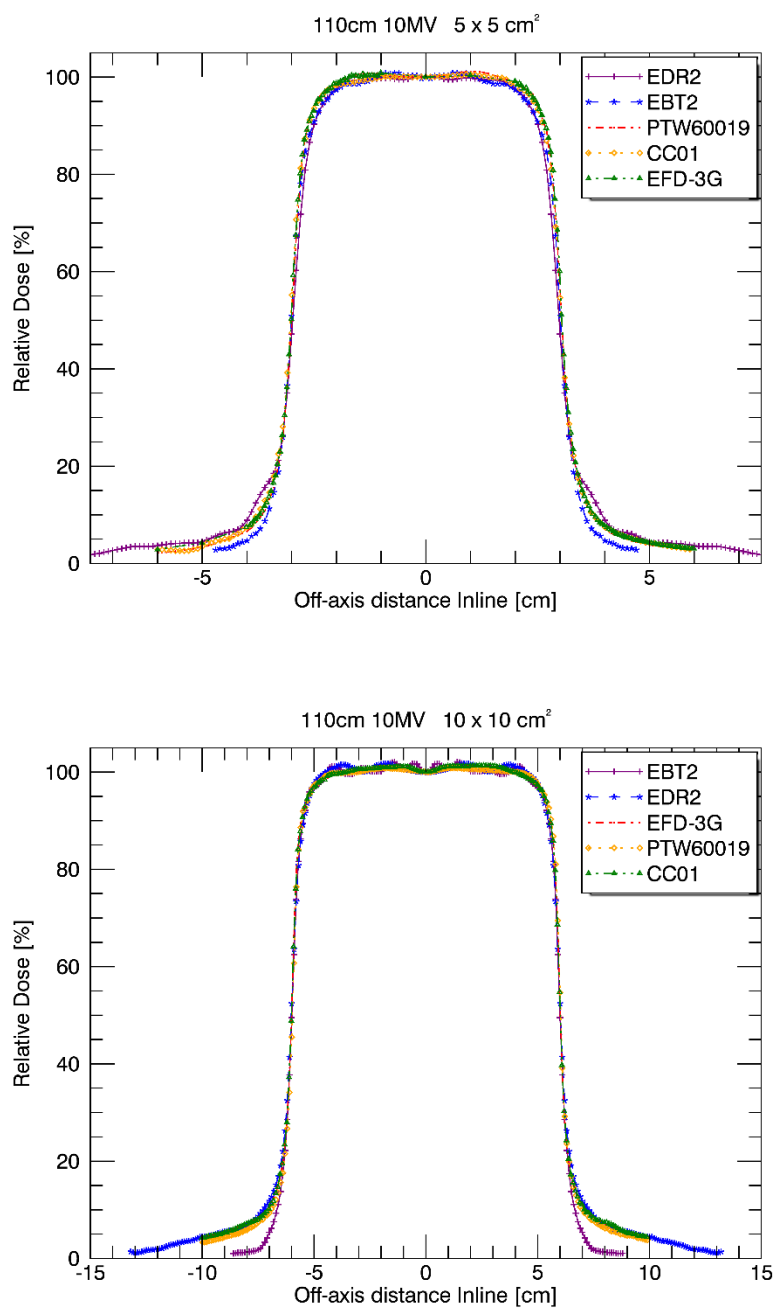 110cm 10MV 5 x 5 cm²
100
80
60
40
20
0
Relative Dose [%]
EDR2
EBT2
PTW60019
CC01
EFD-3G
-5 0 5
Off-axis distance Inline [cm]
110cm 10MV 10 x 10 cm²
100
80
60
40
20
0
Relative Dose [%]
EBT2
EDR2
EFD-3G
PTW60019
CC01
-15 -10 -5 0 5 10 15
Off-axis distance Inline [cm]